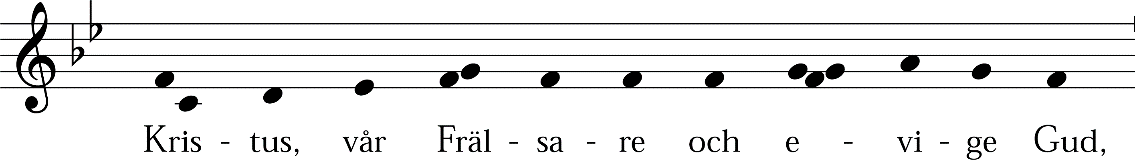 Kris - tus, vår Fräl - sa - re och e - vi - ge Gud,